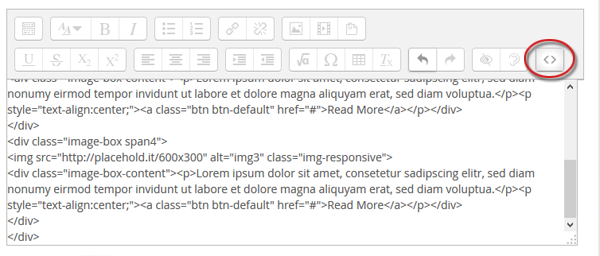 A B I
U S X2 X2 √α Ω Tx <>
<div class="image-box-content"><p>Lorem ipsum dolor sit amet, consetetur sadipscing elitr, sed diam
nonumy eirmod tempor invidunt ut labore et dolore magna aliquyam erat, sed diam voluptua.</p><p
style="text-align:center;"><a class="btn btn-default" href="#">Read More</a></p></div>
</div>
<div class="image-box span4">
<img src="http://placehold.it/600x300" alt="img3" class="img-responsive">
<div class="image-box-content"><p>Lorem ipsum dolor sit amet, consetetur sadipscing elitr, sed diam
nonumy eirmod tempor invidunt ut labore et dolore magna aliquyam erat, sed diam voluptua.</p><p
style="text-align:center;"><a class="btn btn-default" href="#">Read More</a></p></div>
</div>
</div>